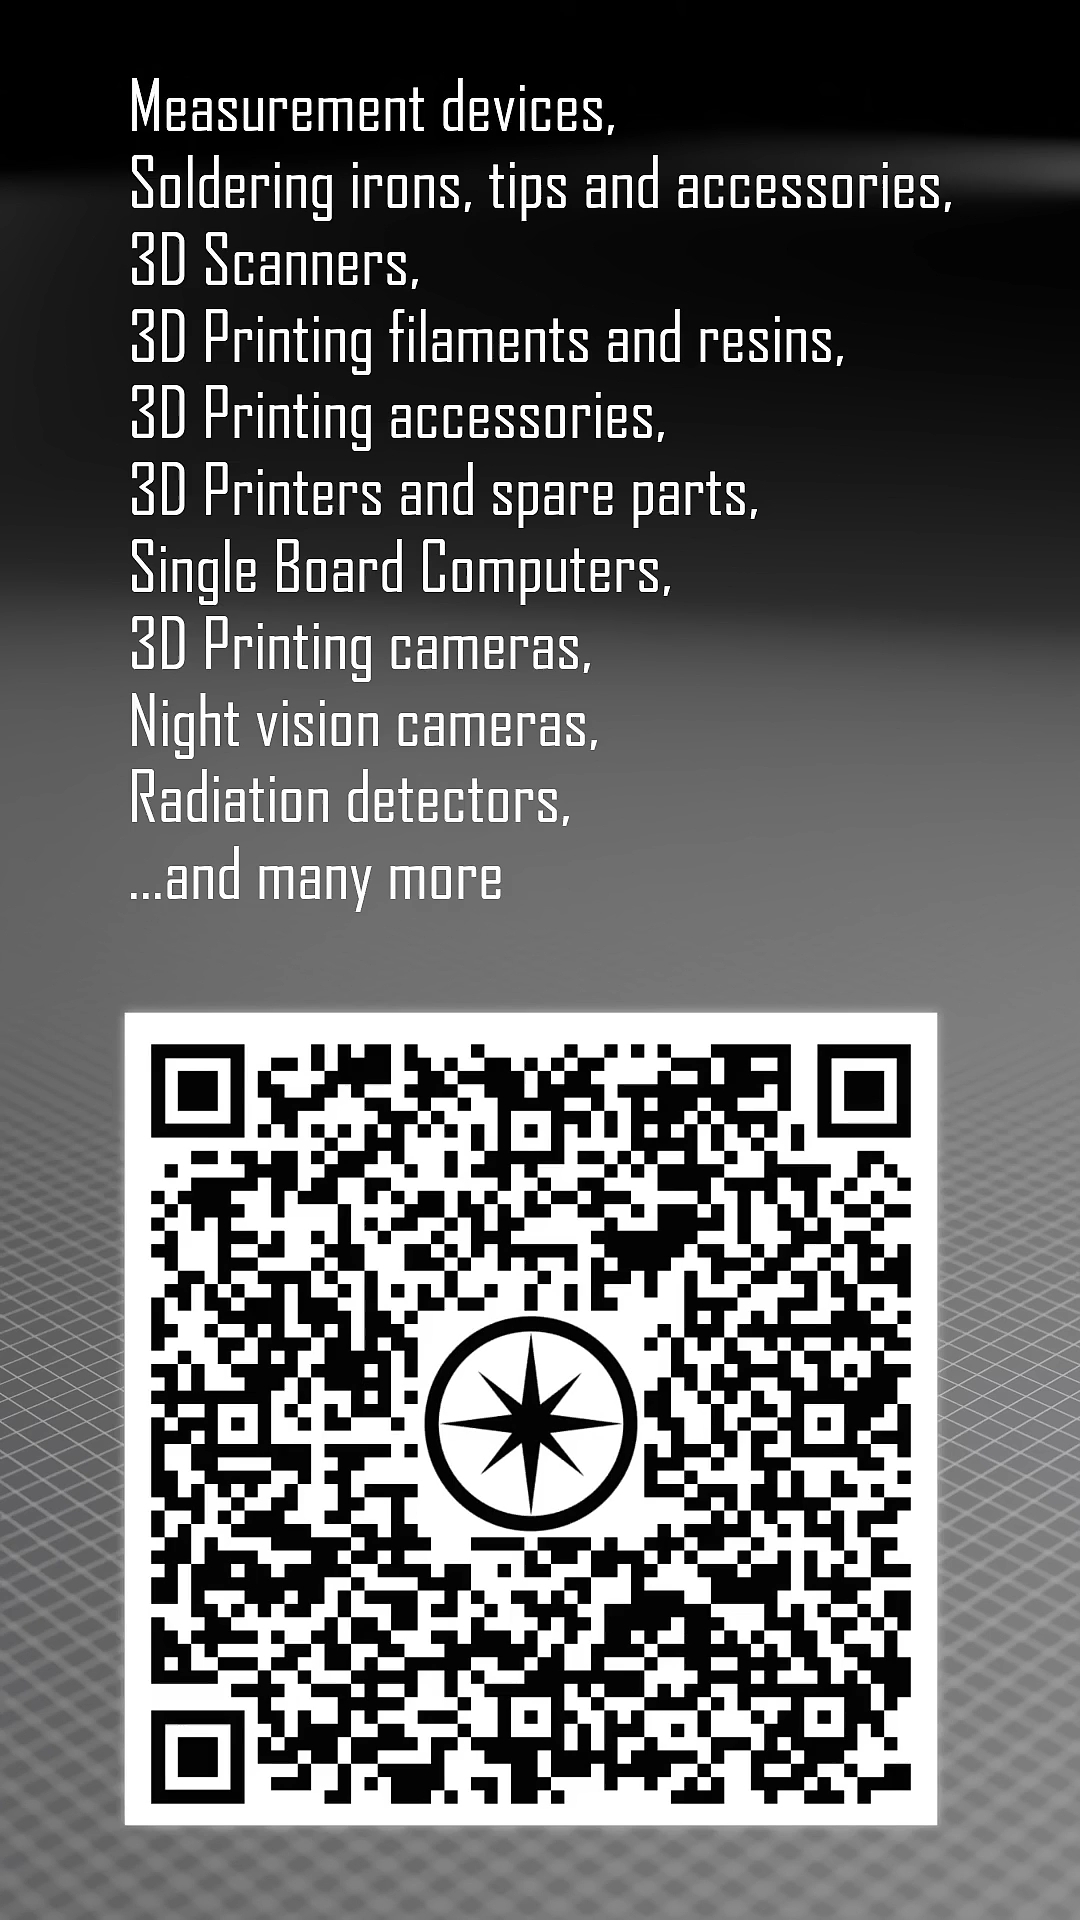 Measurement devices,
Soldering irons, tips and accessories,
3D Scanners,
3D Printing filaments and resins,
3D Printing accessories,
3D Printers and spare parts,
Single Board Computers,
3D Printing cameras,
Night vision cameras,
Radiation detectors,
...and many more